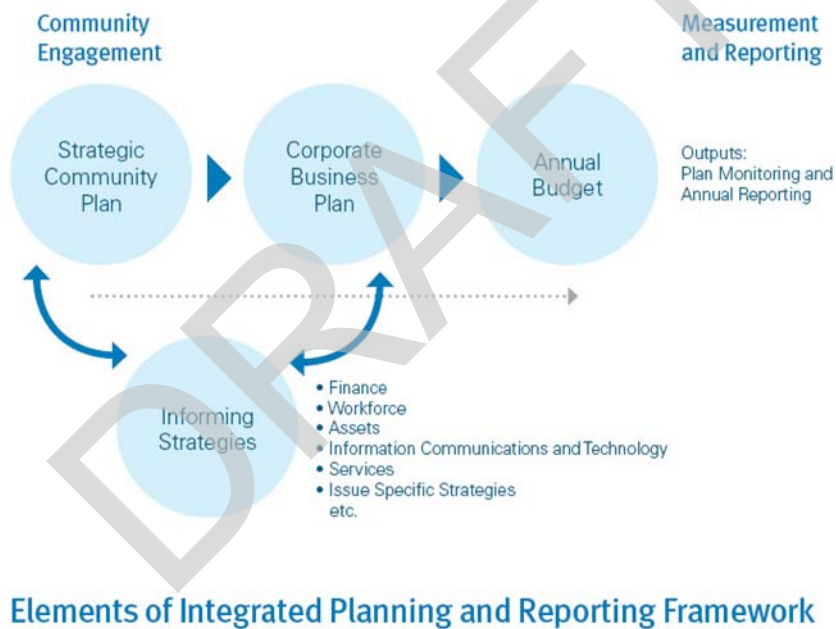 Community
Engagement
Measurement
and Reporting
Strategic
Community
Plan
Corporate
Business
Plan
Annual
Budget
Outputs:
Plan Monitoring and
Annual Reporting
Informing
Strategies
• Finance
• Workforce
• Assets
• Information Communications and Technology
• Services
• Issue Specific Strategies
etc.
DRAFT
Elements of Integrated Planning and Reporting Framework